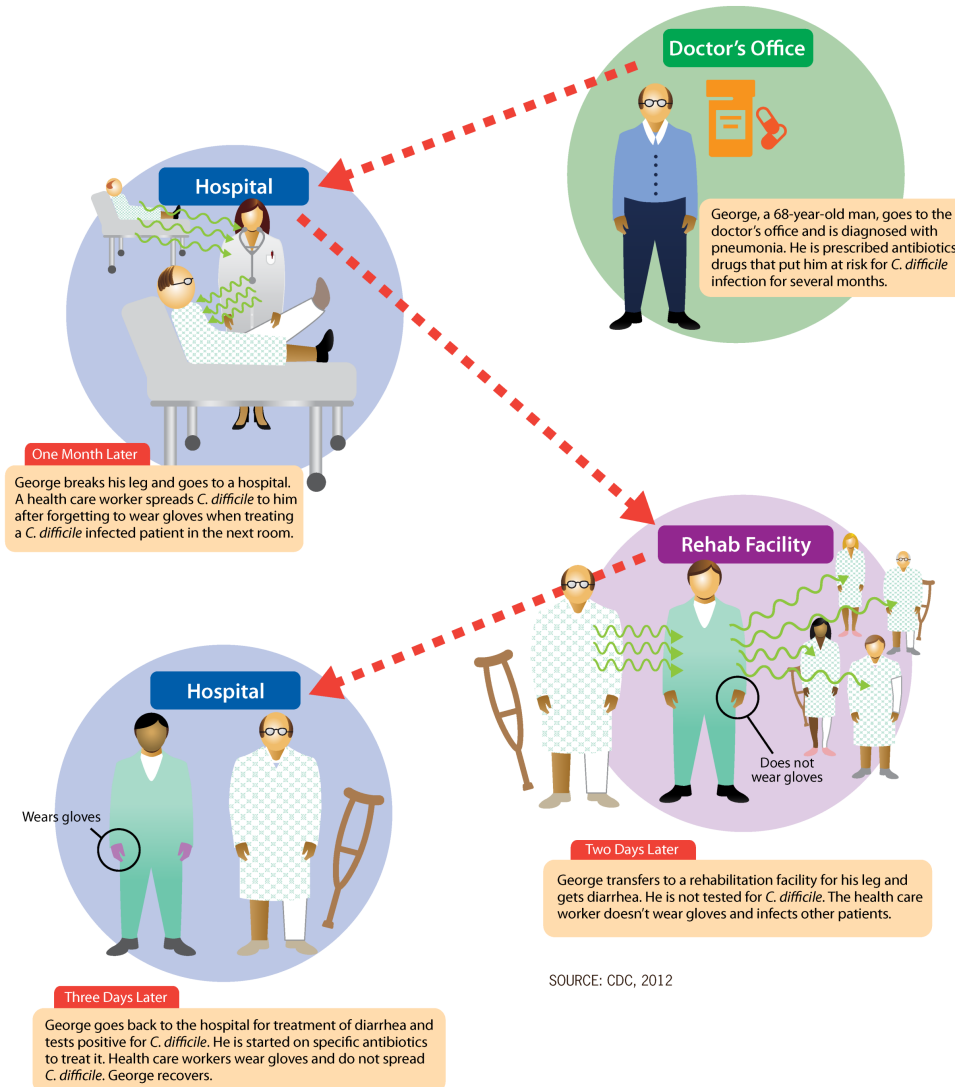 Doctor's Office
George, a 68-year-old man, goes to the
doctor's office and is diagnosed with
pneumonia. He is prescribed antibiotics
drugs that put him at risk for C. difficile
infection for several months.
Hospital
One Month Later
George breaks his leg and goes to a hospital.
A health care worker spreads C. difficile to him
after forgetting to wear gloves when treating
a C. difficile infected patient in the next room.
Rehab Facility
Does not
wear gloves
Two Days Later
George transfers to a rehabilitation facility for his leg and
gets diarrhea. He is not tested for C. difficile. The health care
worker doesn't wear gloves and infects other patients.
Hospital
Wears gloves
Three Days Later
George goes back to the hospital for treatment of diarrhea and
tests positive for C. difficile. He is started on specific antibiotics
to treat it. Health care workers wear gloves and do not spread
C. difficile. George recovers.
SOURCE: CDC, 2012